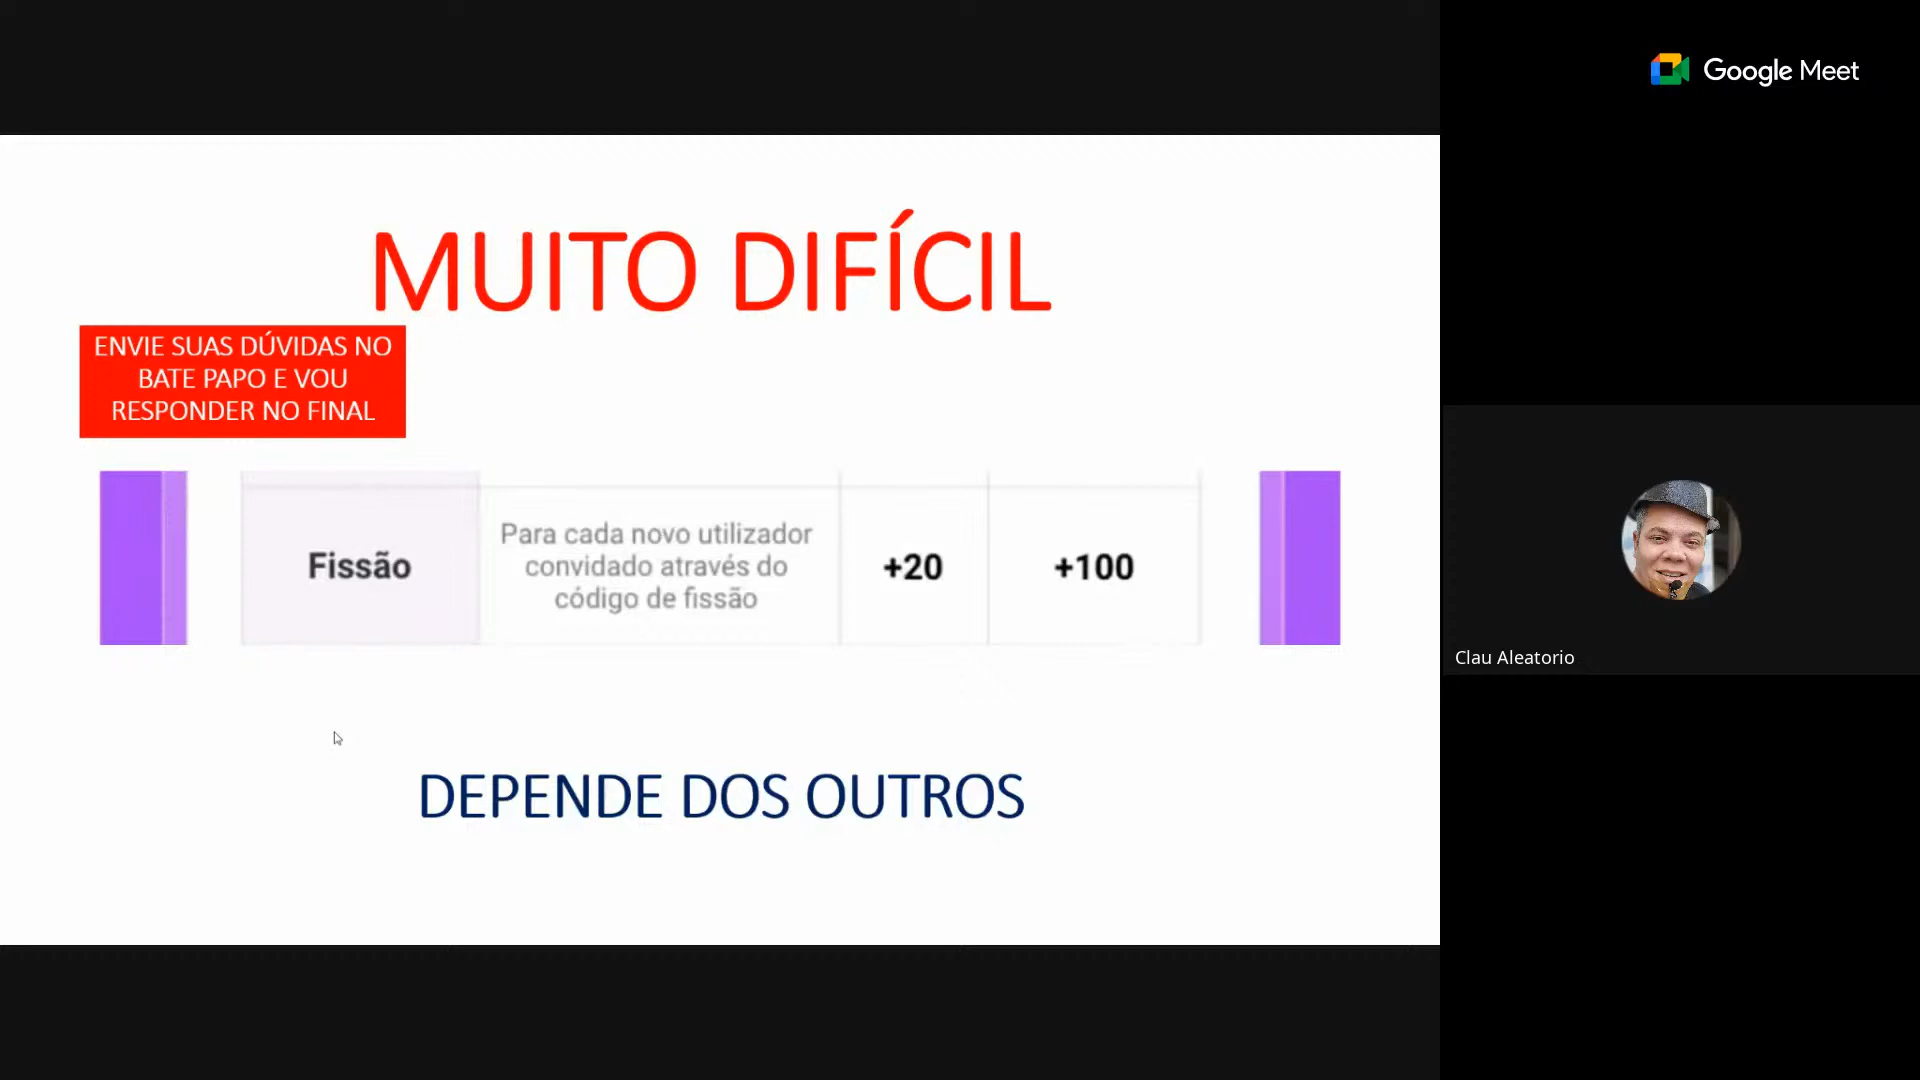 Google Meet
MUITO DIFÍCIL
ENVIE SUAS DÚVIDAS NO
BATE PAPO E VOU
RESPONDER NO FINAL
Fissão
Para cada novo utilizador
convidado através do
código de fissão
+20
+100
DEPENDE DOS OUTROS
Clau Aleatorio